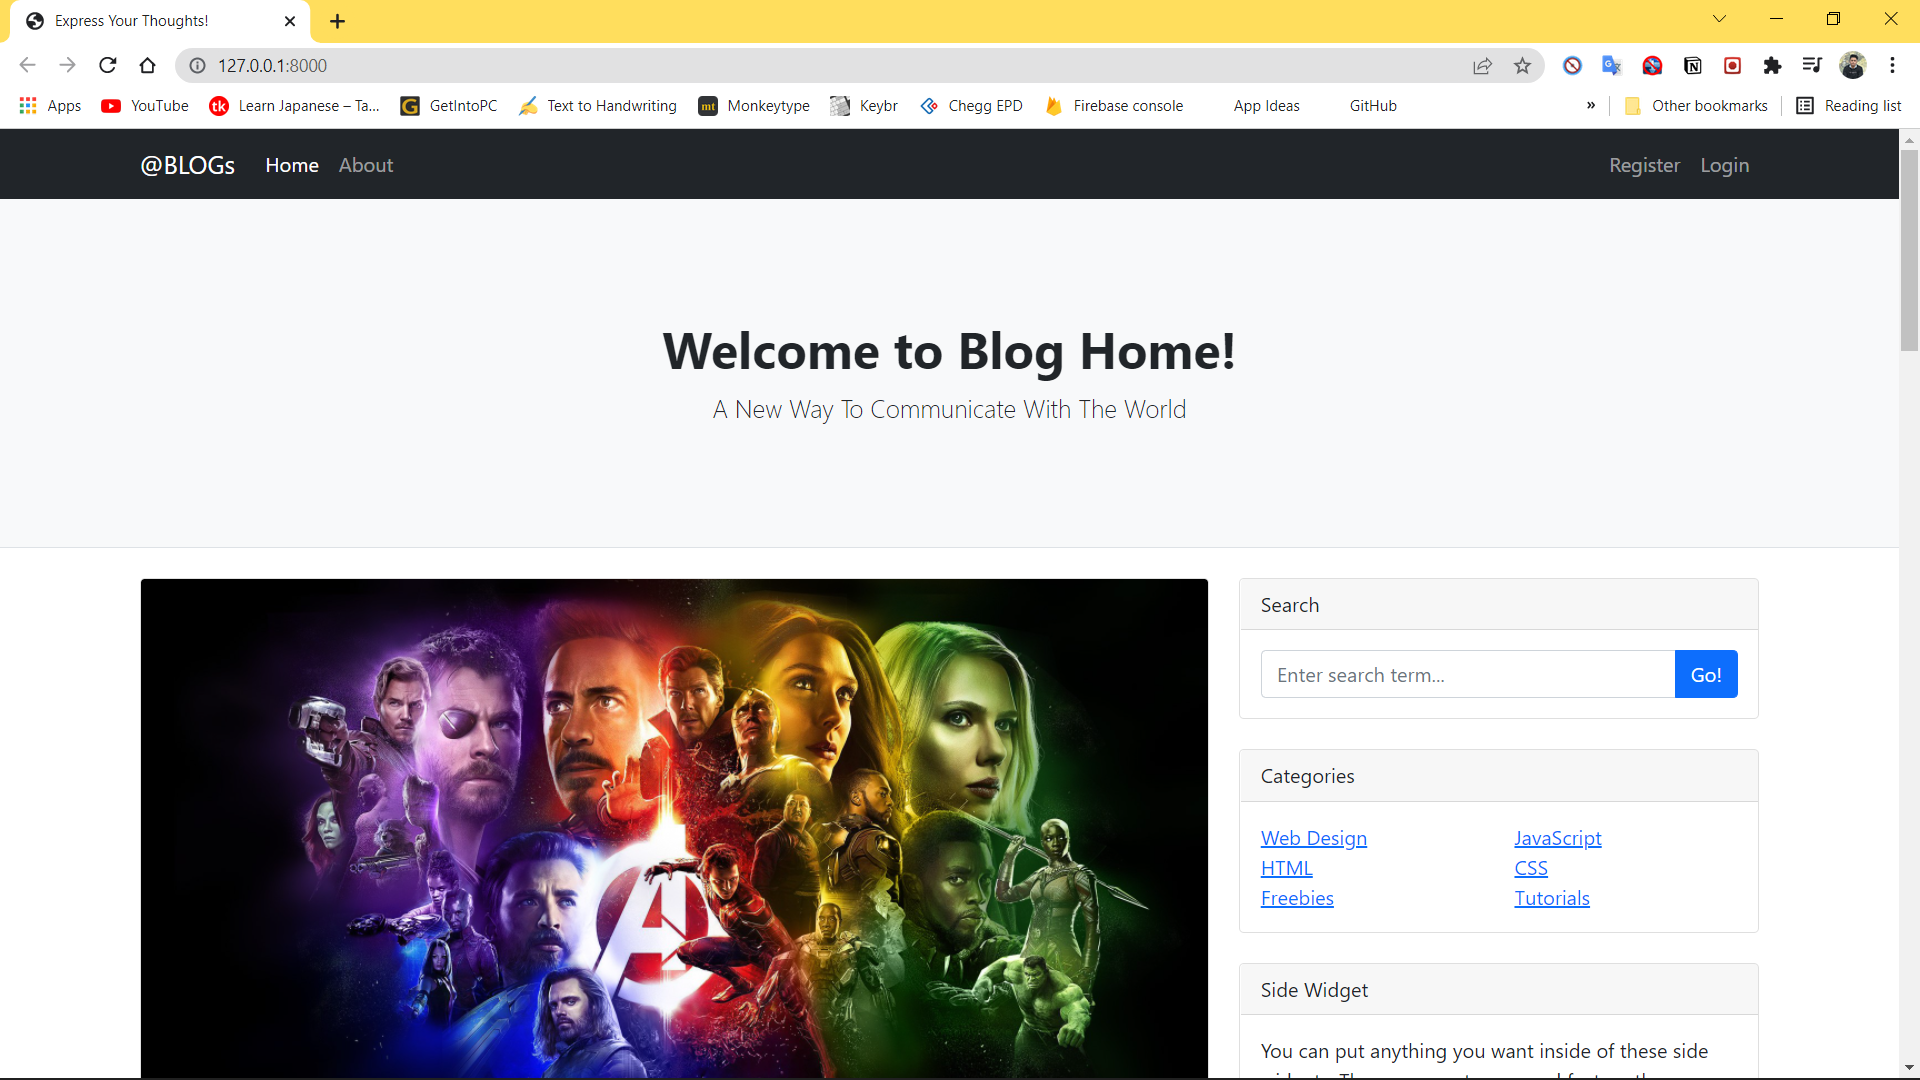 Express Your Thoughts!
127.0.0.1:8000
Apps YouTube Learn Japanese – Ta... GetIntoPC Text to Handwriting Monkeytype Keybr Chegg EPD Firebase console App Ideas GitHub » Other bookmarks Reading list
@BLOGs Home About Register Login
Welcome to Blog Home!
A New Way To Communicate With The World
Search
Enter search term... Go!
Categories
Web Design JavaScript
HTML CSS
Freebies Tutorials
Side Widget
You can put anything you want inside of these side